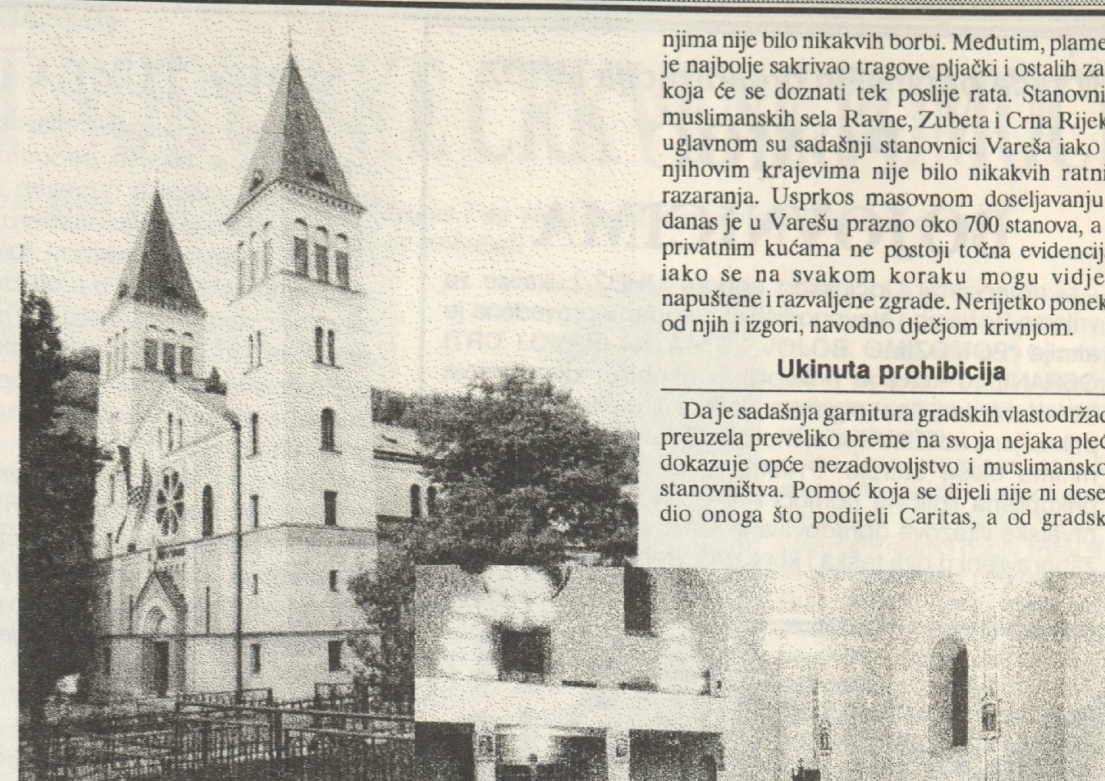 njima nije bilo nikakvih borbi. Međutim, plame
je najbolje sakrivao tragove pljački i ostalih za
koja će se doznati tek poslije rata. Stanovni
muslimanskih sela Ravne, Zubeta i Crna Rijek
uglavnom su sadašnji stanovnici Vareša iako
njihovim krajevima nije bilo nikakvih ratni
razaranja. Usprkos masovnom doseljavanju
danas je u Varešu prazno oko 700 stanova, a
privatnim kućama ne postoji točna evidencij
iako se na svakom koraku mogu vidje
napuštene i razvaljene zgrade. Nerijetko ponek
od njih i izgori, navodno dječjom krivnjom.
Ukinuta prohibicija
Da je sadašnja garnitura gradskih vlastodržac
preuzela preveliko breme na svoja nejaka pleć
dokazuje opće nezadovoljstvo i muslimansko
stanovništva. Pomoć koja se dijeli nije ni dese
dio onoga što podijeli Caritas, a od gradsk